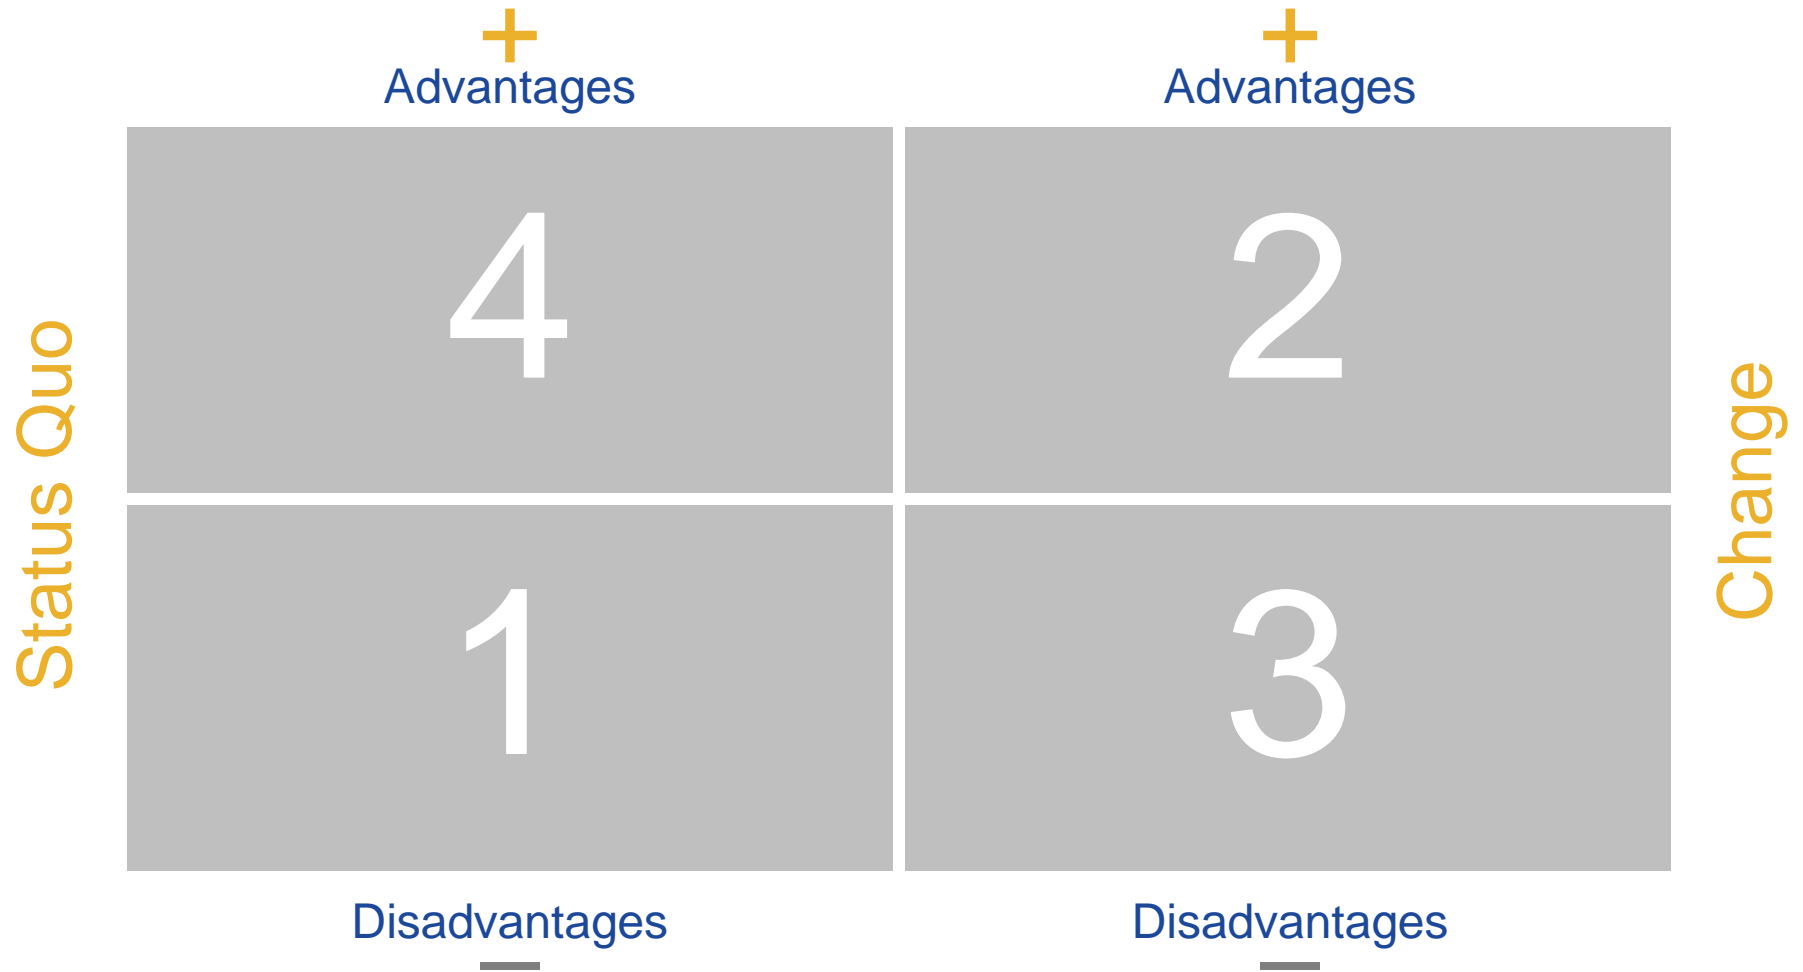 + +
Advantages Advantages
4 2
Status Quo
Change
1 3
Disadvantages Disadvantages